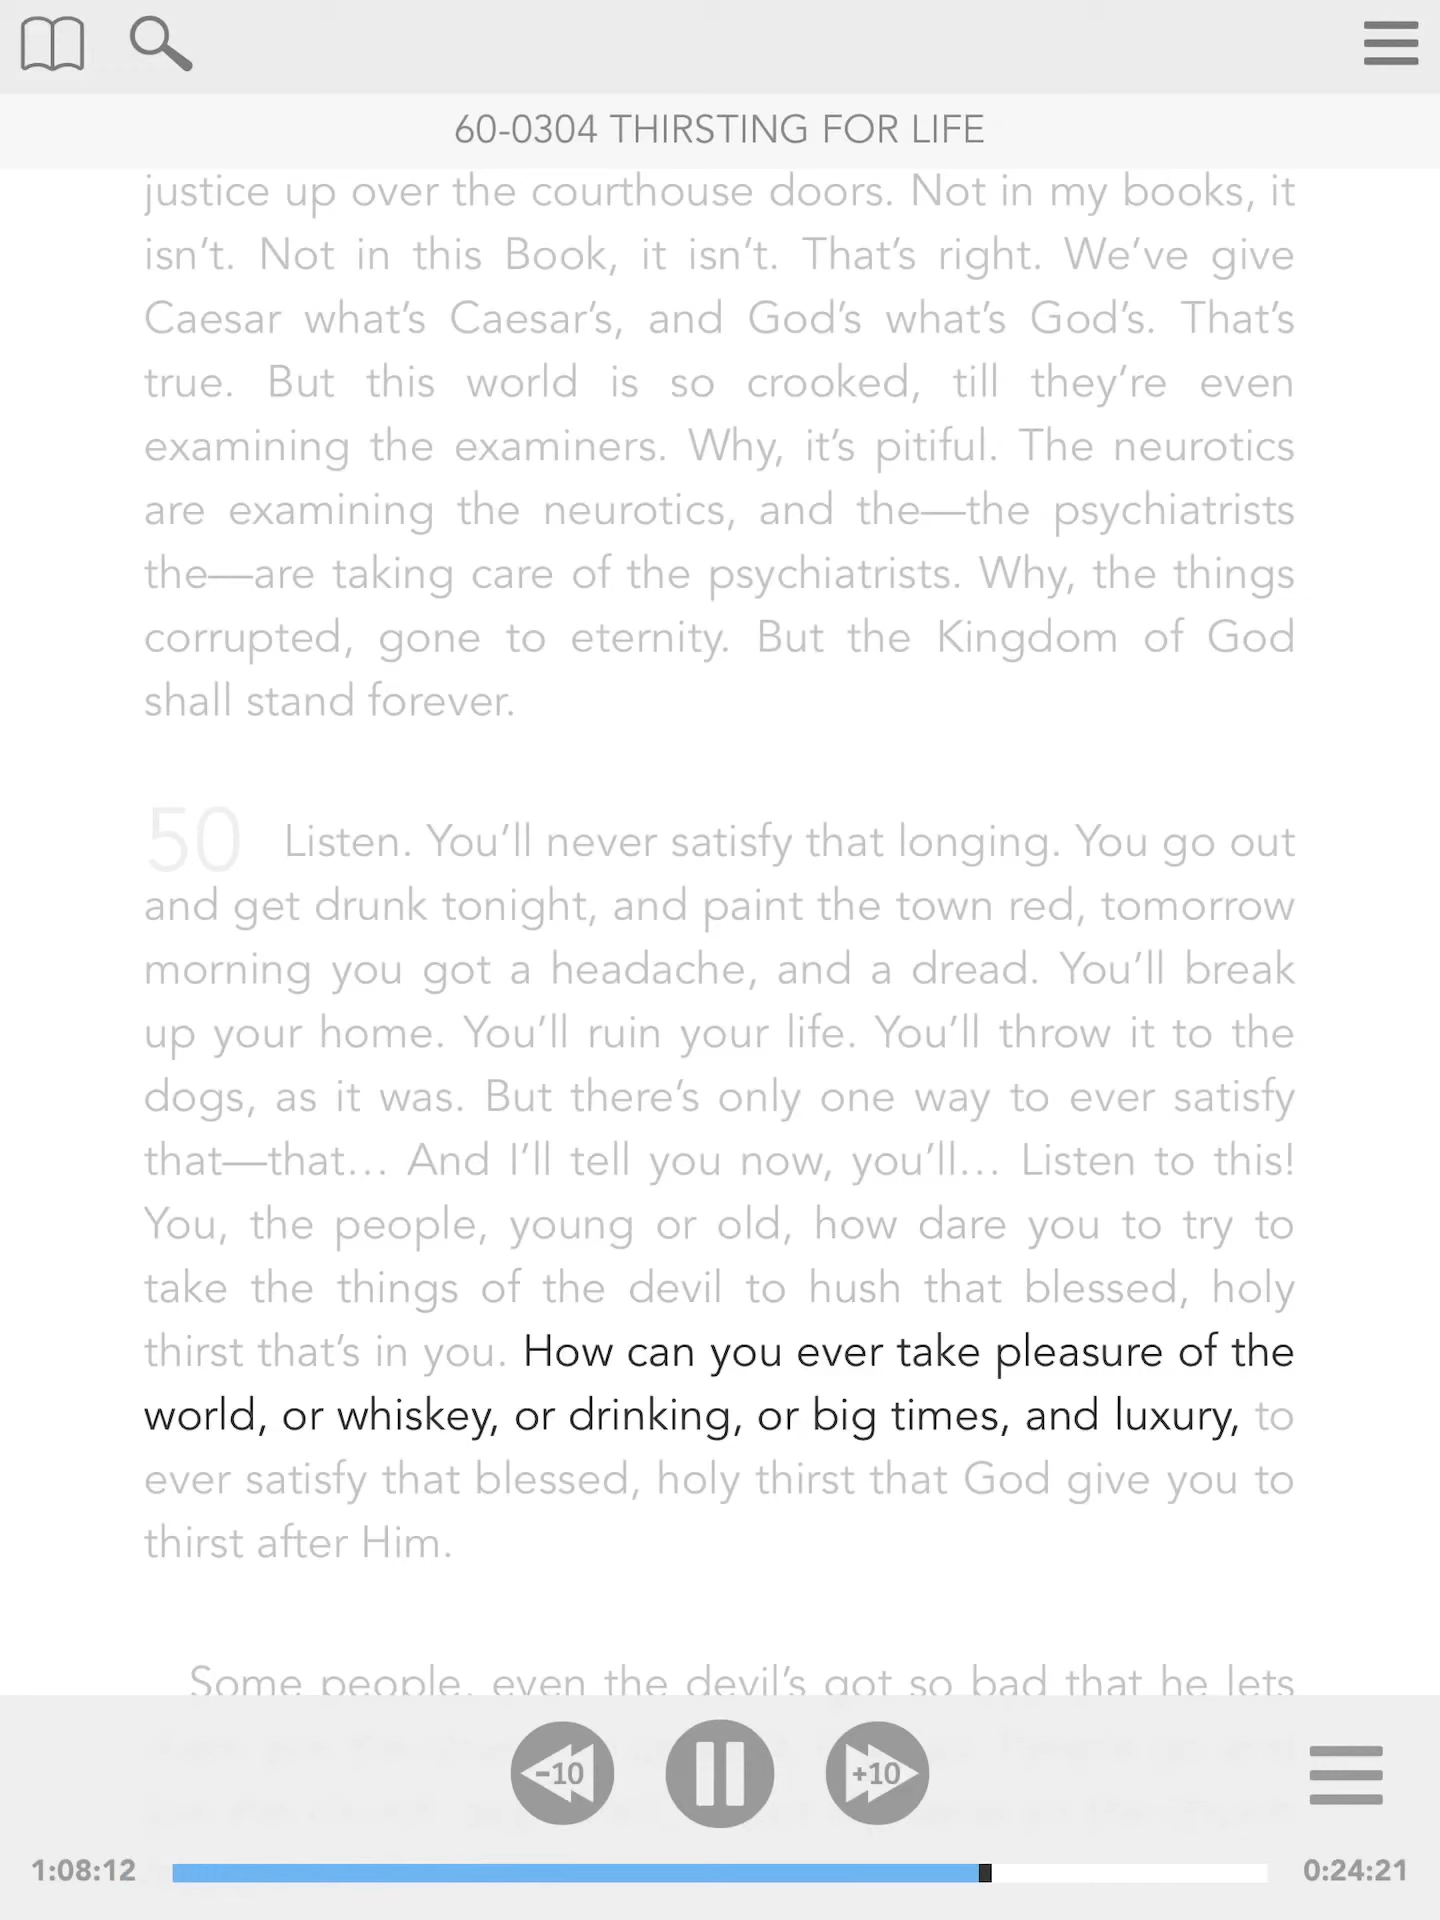 60-0304 THIRSTING FOR LIFE
justice up over the courthouse doors. Not in my books, it
isn’t. Not in this Book, it isn’t. That’s right. We’ve give
Caesar what’s Caesar’s, and God’s what’s God’s. That’s
true. But this world is so crooked, till they’re even
examining the examiners. Why, it’s pitiful. The neurotics
are examining the neurotics, and the—the psychiatrists
the—are taking care of the psychiatrists. Why, the things
corrupted, gone to eternity. But the Kingdom of God
shall stand forever.
50 Listen. You’ll never satisfy that longing. You go out
and get drunk tonight, and paint the town red, tomorrow
morning you got a headache, and a dread. You’ll break
up your home. You’ll ruin your life. You’ll throw it to the
dogs, as it was. But there’s only one way to ever satisfy
that—that… And I’ll tell you now, you’ll… Listen to this!
You, the people, young or old, how dare you to try to
take the things of the devil to hush that blessed, holy
thirst that’s in you. How can you ever take pleasure of the
world, or whiskey, or drinking, or big times, and luxury, to
ever satisfy that blessed, holy thirst that God give you to
thirst after Him.
Some people, even the devil’s got so bad that he lets
-10 +10
1:08:12 0:24:21